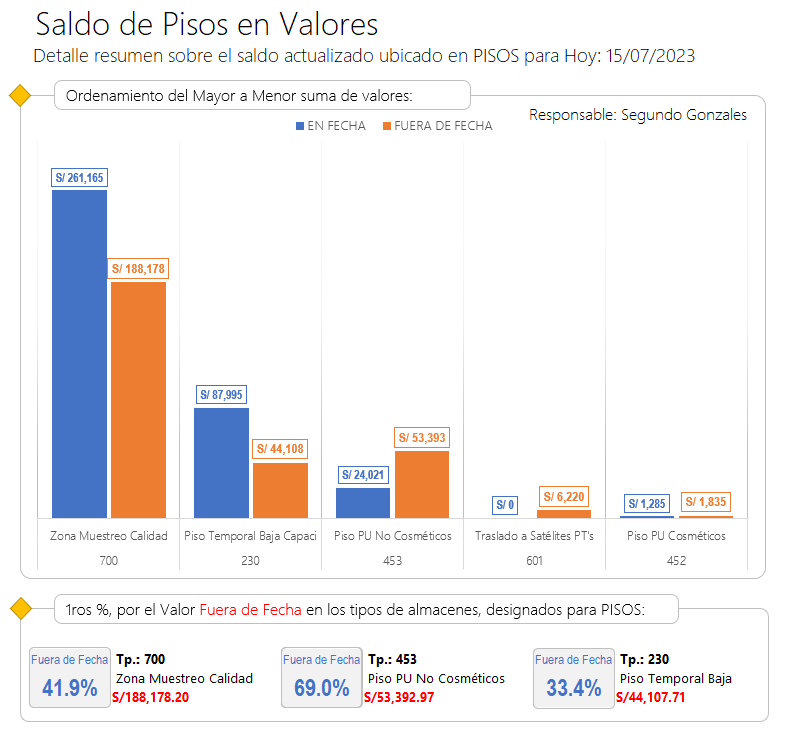 Saldo de Pisos en Valores
Detalle resumen sobre el saldo actualizado ubicado en PISOS para Hoy: 15/07/2023
Ordenamiento del Mayor a Menor suma de valores:
Responsable: Segundo Gonzales
EN FECHA FUERA DE FECHA
S/ 261,165
S/ 188,178
S/ 87,995
S/ 44,108
S/ 24,021
S/ 53,393
S/ 0
S/ 6,220
S/ 1,285
S/ 1,835
Zona Muestreo Calidad Piso Temporal Baja Capaci Piso PU No Cosméticos Traslado a Satélites PT's Piso PU Cosméticos
700 230 453 601 452
1ros %, por el Valor Fuera de Fecha en los tipos de almacenes, designados para PISOS:
Fuera de Fecha
41.9%
Tp.: 700
Zona Muestreo Calidad
S/188,178.20
Fuera de Fecha
69.0%
Tp.: 453
Piso PU No Cosméticos
S/53,392.97
Fuera de Fecha
33.4%
Tp.: 230
Piso Temporal Baja
S/44,107.71